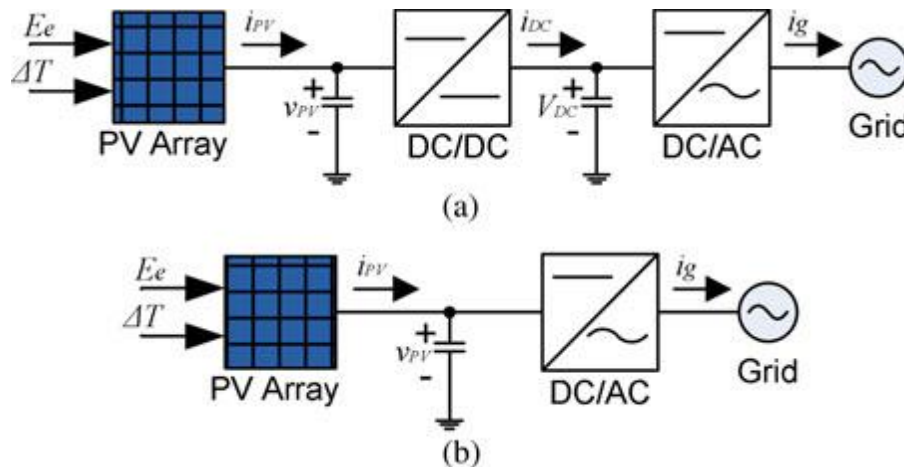 Ee
ΔT
PV Array
iPV
+
vPV
-
DC/DC
iDC
+
VDC
-
DC/AC
ig
Grid
(a)
Ee
ΔT
PV Array
iPV
+
vPV
-
DC/AC
ig
Grid
(b)